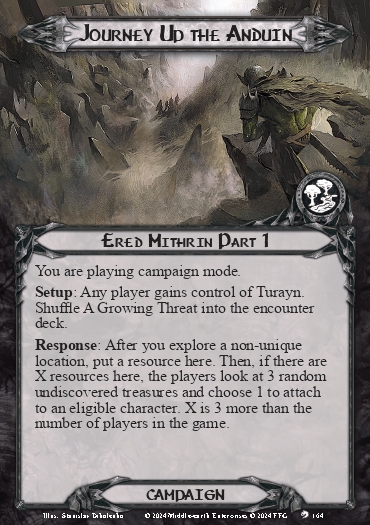 Journey Up the Anduin
Ered Mithrin Part 1
You are playing campaign mode.
Setup: Any player gains control of Turayn.
Shuffle A Growing Threat into the encounter
deck.
Response: After you explore a non-unique
location, put a resource here. Then, if there are
X resources here, the players look at 3 random
undiscovered treasures and choose 1 to attach
to an eligible character. X is 3 more than the
number of players in the game.
CAMPAIGN
Illus. Stanislav Dikolenko © 2024 Middle-earth Enterprises © 2024 FFG 164